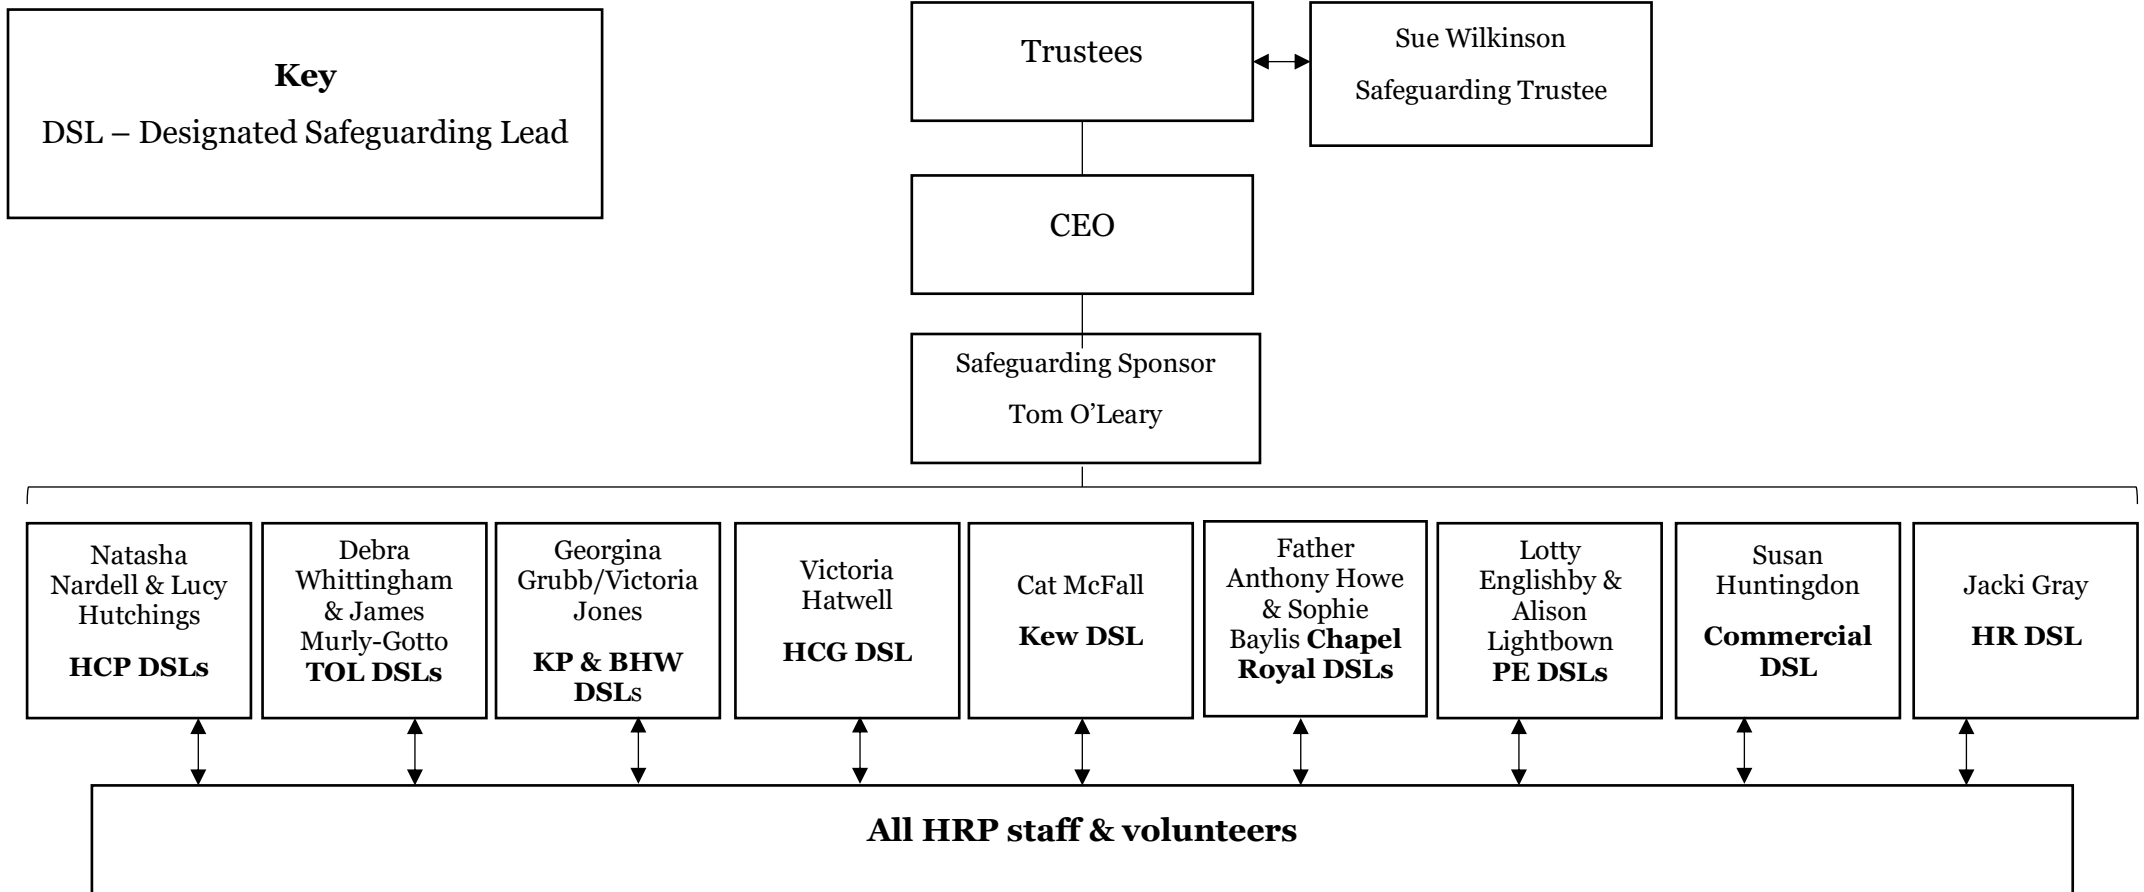 Key
DSL – Designated Safeguarding Lead
Trustees
Sue Wilkinson
Safeguarding Trustee
CEO
Safeguarding Sponsor
Tom O’Leary
Natasha
Nardell & Lucy
Hutchings
HCP DSLs
Debra
Whittingham
& James
Murly-Gotto
TOL DSLs
Georgina
Grubb/Victoria
Jones
KP & BHW
DSLs
Victoria
Hatwell
HCG DSL
Cat McFall
Kew DSL
Father
Anthony Howe
& Sophie
Baylis Chapel
Royal DSLs
Lotty
Englishby &
Alison
Lightbown
PE DSLs
Susan
Huntingdon
Commercial
DSL
Jacki Gray
HR DSL
All HRP staff & volunteers